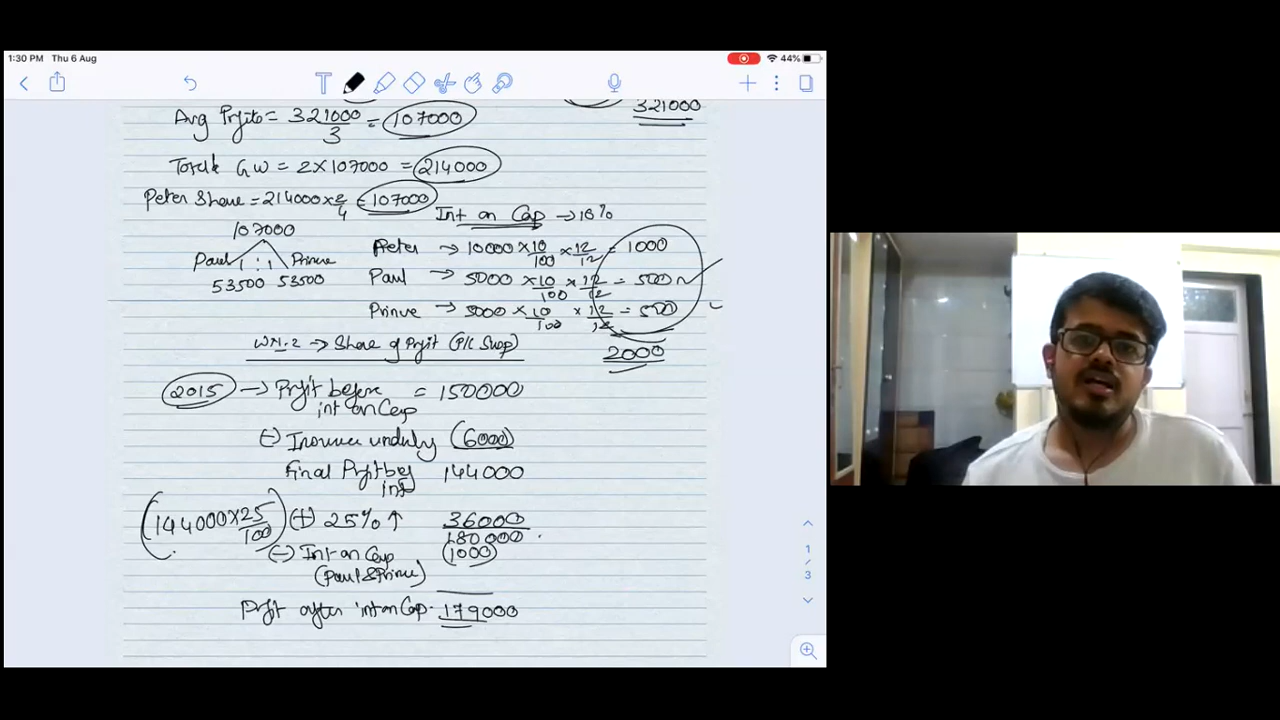 1:30 PM Thu 6 Aug
44%
T
321000
Avg Profits = 321000/3 = 107000
Total GW = 2 × 107000 = 214000
Peter Share = 214000 × 2/4 = 107000
107000
Paul Prince
1 : 1
53500 53500
Int on Cap → 10%
Peter → 10000 × 10/100 × 12/12 = 1000
Paul → 5000 × 10/100 × 12/12 = 500
Prince → 5000 × 10/100 × 12/12 = 500
2000
WN.2 → Share of Profit (P/L Susp)
2015 → Profit before int on Cap = 150000
(-) Insurance (6000)
Final Profit bef int 144000
(144000 × 25/100) (+) 25% ↑ 36000
180000
(-) Int on Cap (1000)
(Paul & Prince)
Profit after int on Cap. 179000
1
/
3